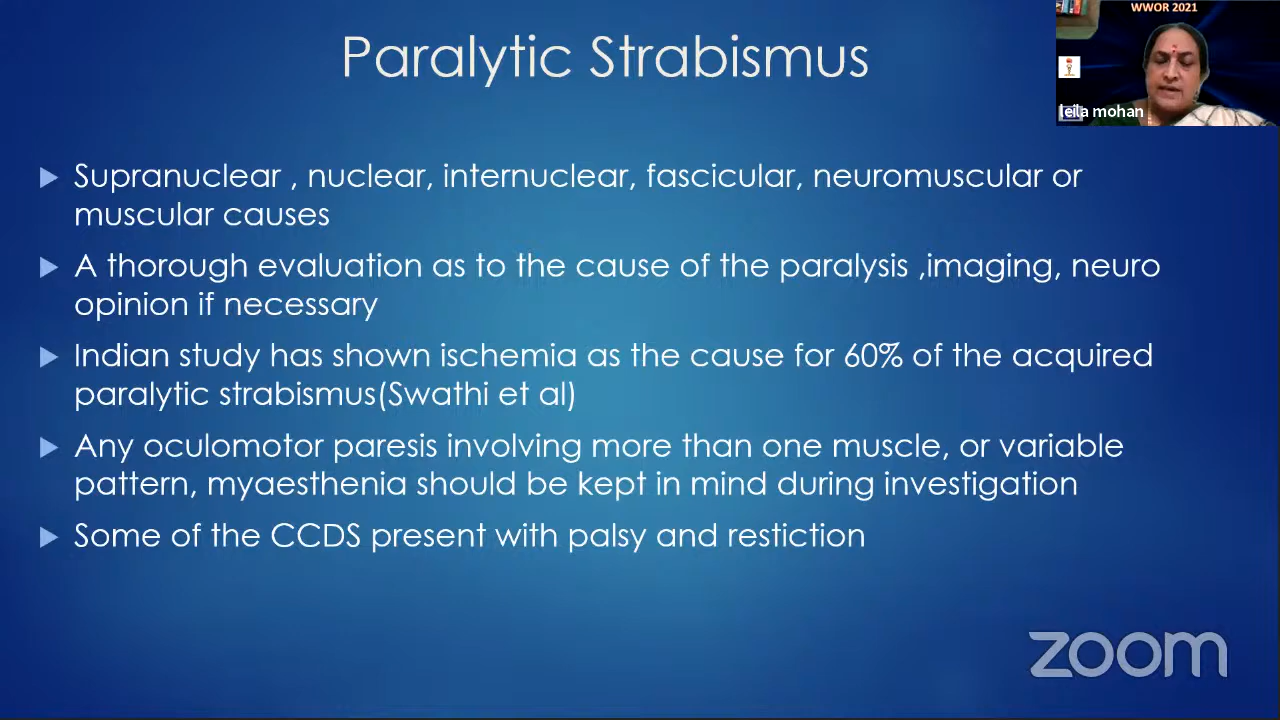 Paralytic Strabismus
WWOR 2021
leila mohan
Supranuclear , nuclear, internuclear, fascicular, neuromuscular or
muscular causes
A thorough evaluation as to the cause of the paralysis ,imaging, neuro
opinion if necessary
Indian study has shown ischemia as the cause for 60% of the acquired
paralytic strabismus(Swathi et al)
Any oculomotor paresis involving more than one muscle, or variable
pattern, myaesthenia should be kept in mind during investigation
Some of the CCDS present with palsy and restiction
zoom